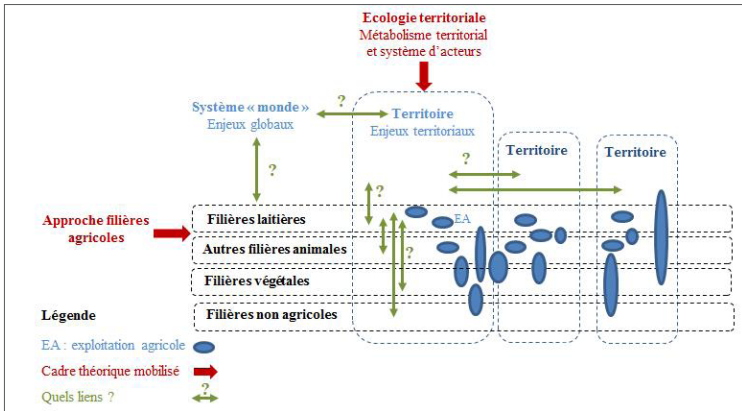 Ecologie territoriale
Métabolisme territorial
et système d'acteurs
Système « monde »
Enjeux globaux
?
Territoire
Enjeux territoriaux
Territoire
Territoire
?
?
?
Approche filières
agricoles
Filières laitières
EA
Autres filières animales
?
Filières végétales
Filières non agricoles
Légende
EA : exploitation agricole
Cadre théorique mobilisé
Quels liens ?
?